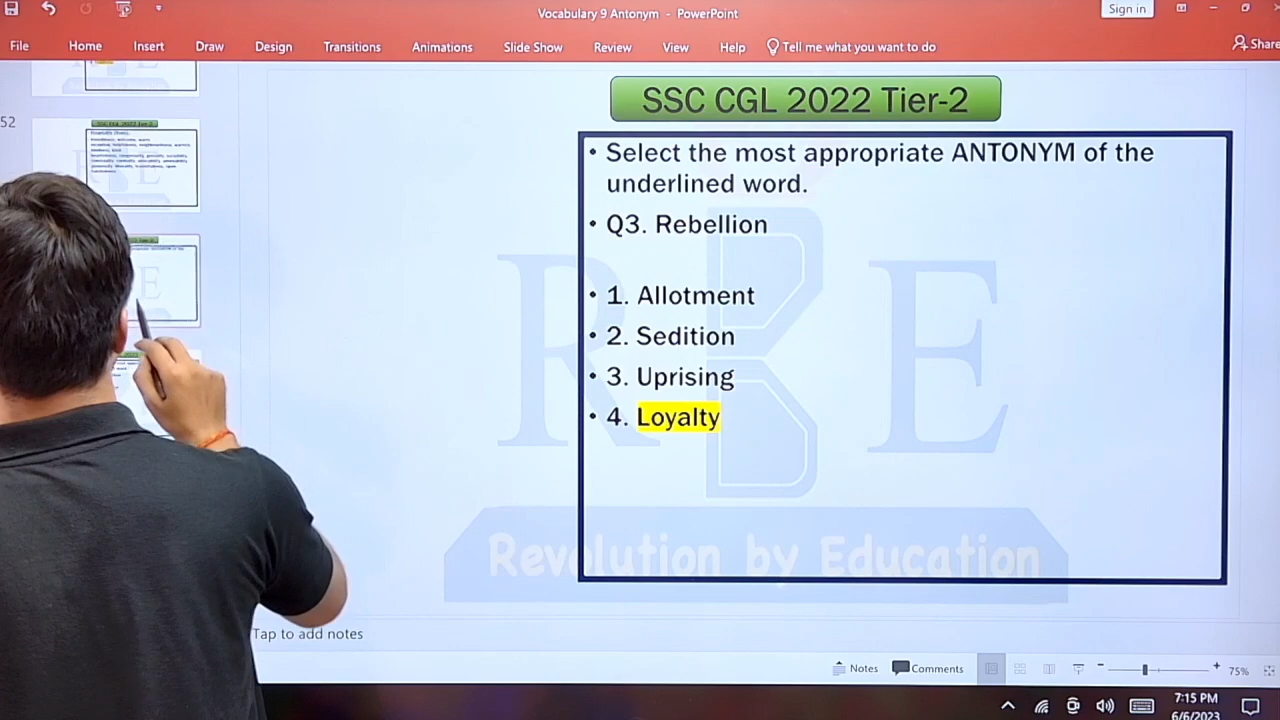 Vocabulary 9 Antonym - PowerPoint
Sign in
File Home Insert Draw Design Transitions Animations Slide Show Review View Help Tell me what you want to do
Share
52
SSC CGL 2022 Tier-2
• Select the most appropriate ANTONYM of the
underlined word.
• Q3. Rebellion
• 1. Allotment
• 2. Sedition
• 3. Uprising
• 4. Loyalty
RBE
Revolution by Education
Tap to add notes
Notes Comments
75%
7:15 PM
6/6/2023